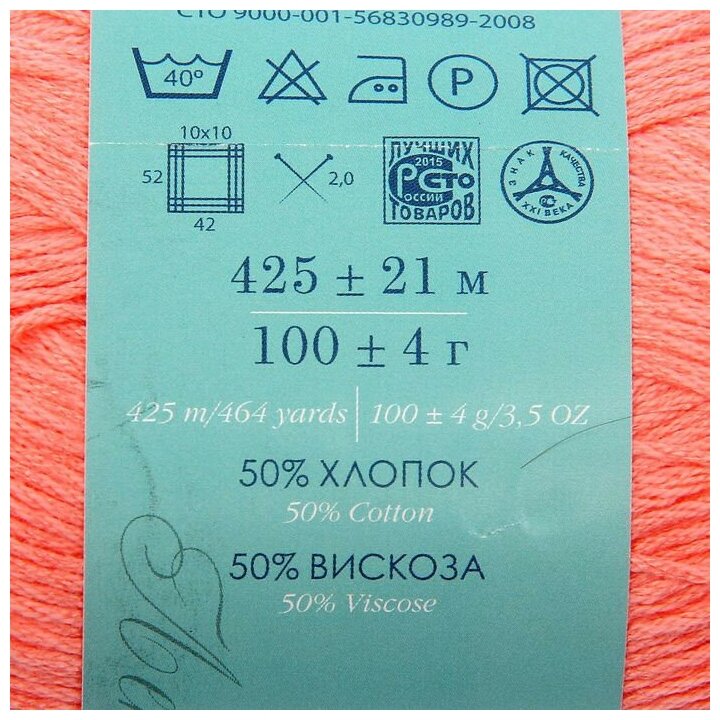 СТО 9000-001-56830989-2008
40°
P
10x10
52
42
2,0
ЛУЧШИХ
2015
РОССИИ СТО
ТОВАРОВ
ЗНАК КАЧЕСТВА
XXI ВЕКА
425 ± 21 м
100 ± 4 г
425 m/464 yards | 100 ± 4 g/3,5 OZ
50% ХЛОПОК
50% Cotton
50% ВИСКОЗА
50% Viscose